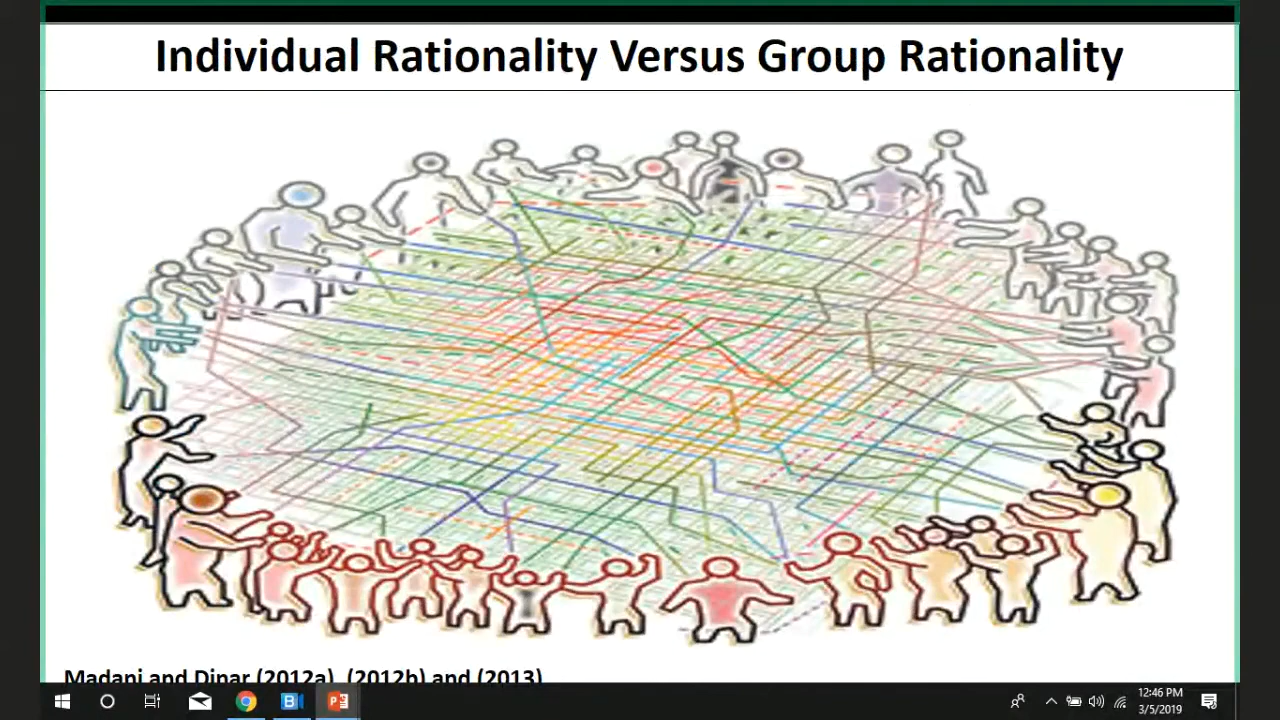 Individual Rationality Versus Group Rationality
Madani and Dinar (2012a), (2012b) and (2013)
12:46 PM
3/5/2019